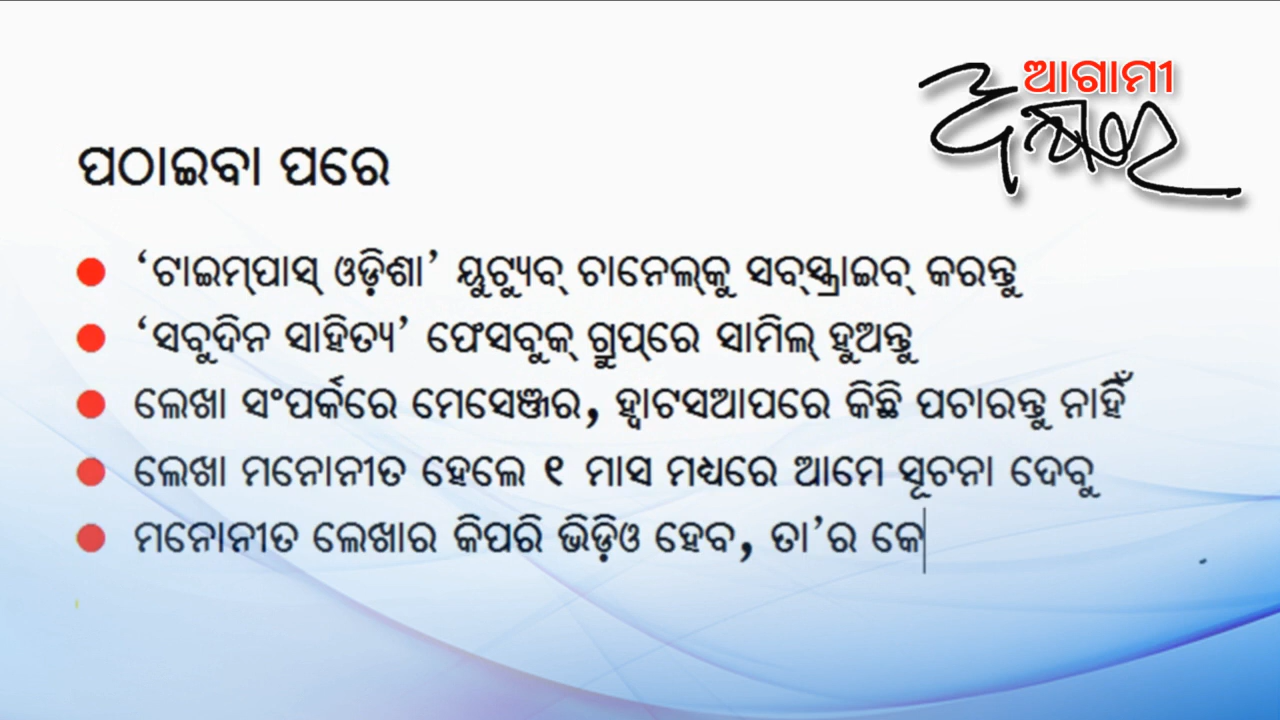 ଆଗାମୀ
ପଠାଇବା ପରେ
‘ଟାଇମ୍‌ପାସ୍ ଓଡ଼ିଶା’ ୟୁଟ୍ୟୁବ୍ ଚାନେଲ୍‌କୁ ସବ୍‌ସ୍କ୍ରାଇବ୍ କରନ୍ତୁ
‘ସବୁଦିନ ସାହିତ୍ୟ’ ଫେସବୁକ୍ ଗ୍ରୁପ୍‌ରେ ସାମିଲ୍ ହୁଅନ୍ତୁ
ଲେଖା ସଂପର୍କରେ ମେସେଞ୍ଜର, ହ୍ୱାଟସଆପରେ କିଛି ପଚାରନ୍ତୁ ନାହିଁ
ଲେଖା ମନୋନୀତ ହେଲେ ୧ ମାସ ମଧ୍ୟରେ ଆମେ ସୂଚନା ଦେବୁ
ମନୋନୀତ ଲେଖାର କିପରି ଭିଡ଼ିଓ ହେବ, ତା’ର କେ